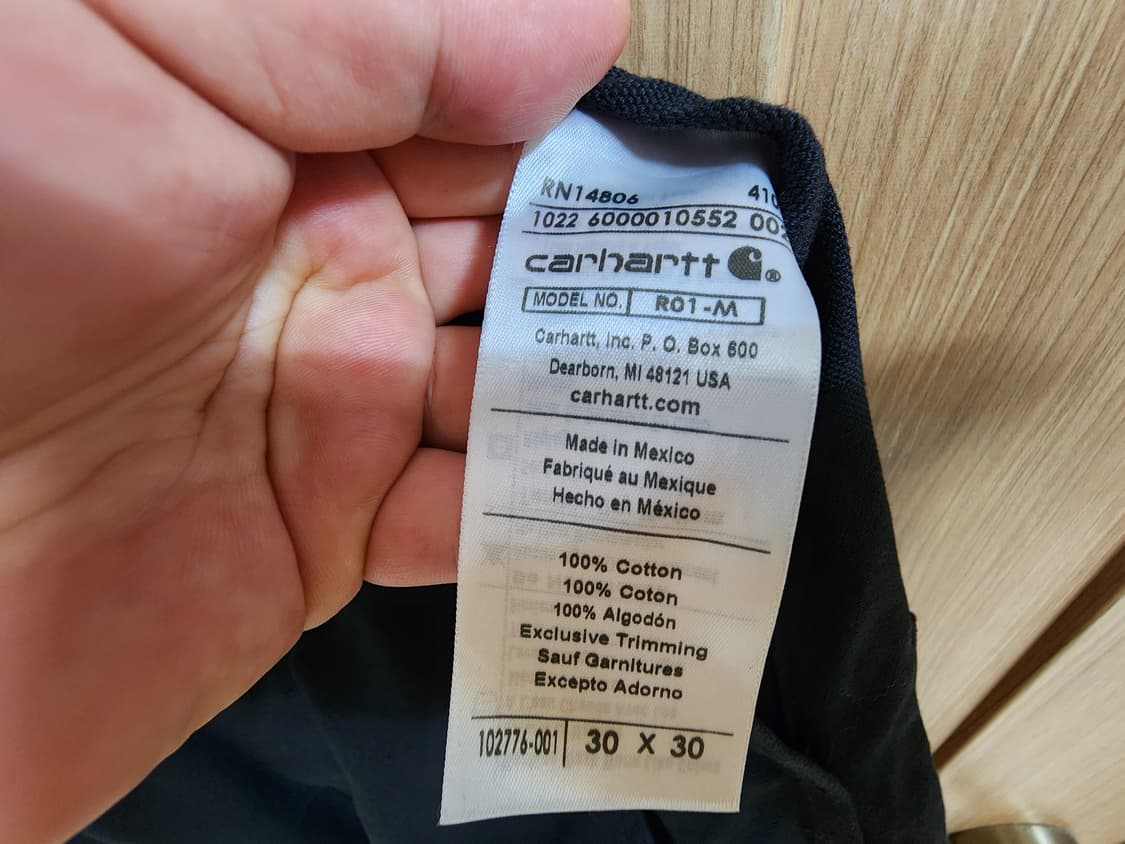 RN14806 410
1022 6000010552 00
carhartt ®
MODEL NO. R01-M
Carhartt, Inc. P. O. Box 600
Dearborn, MI 48121 USA
carhartt.com
Made in Mexico
Fabriqué au Mexique
Hecho en México
100% Cotton
100% Coton
100% Algodón
Exclusive Trimming
Sauf Garnitures
Excepto Adorno
102776-001 30 X 30